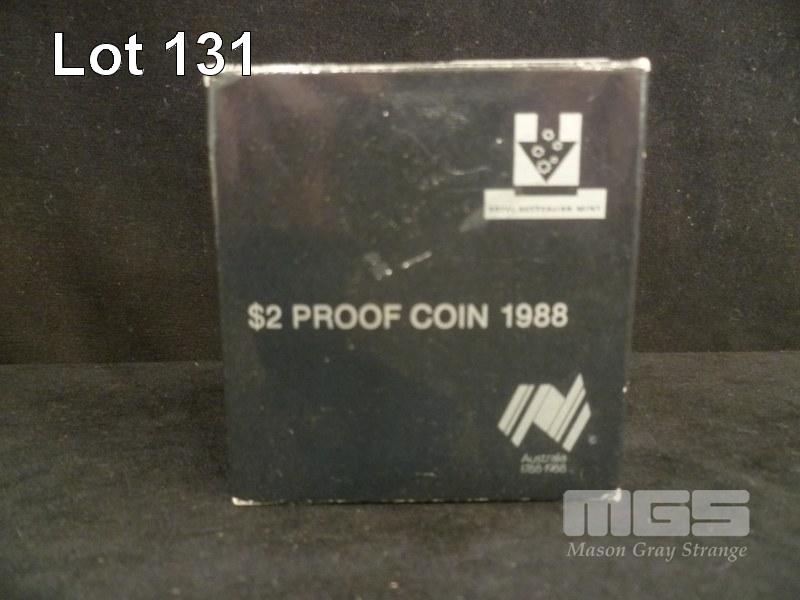 Lot 131
ROYAL AUSTRALIAN MINT
$2 PROOF COIN 1988
Australia
1788-1988
MGS
Mason Gray Strange